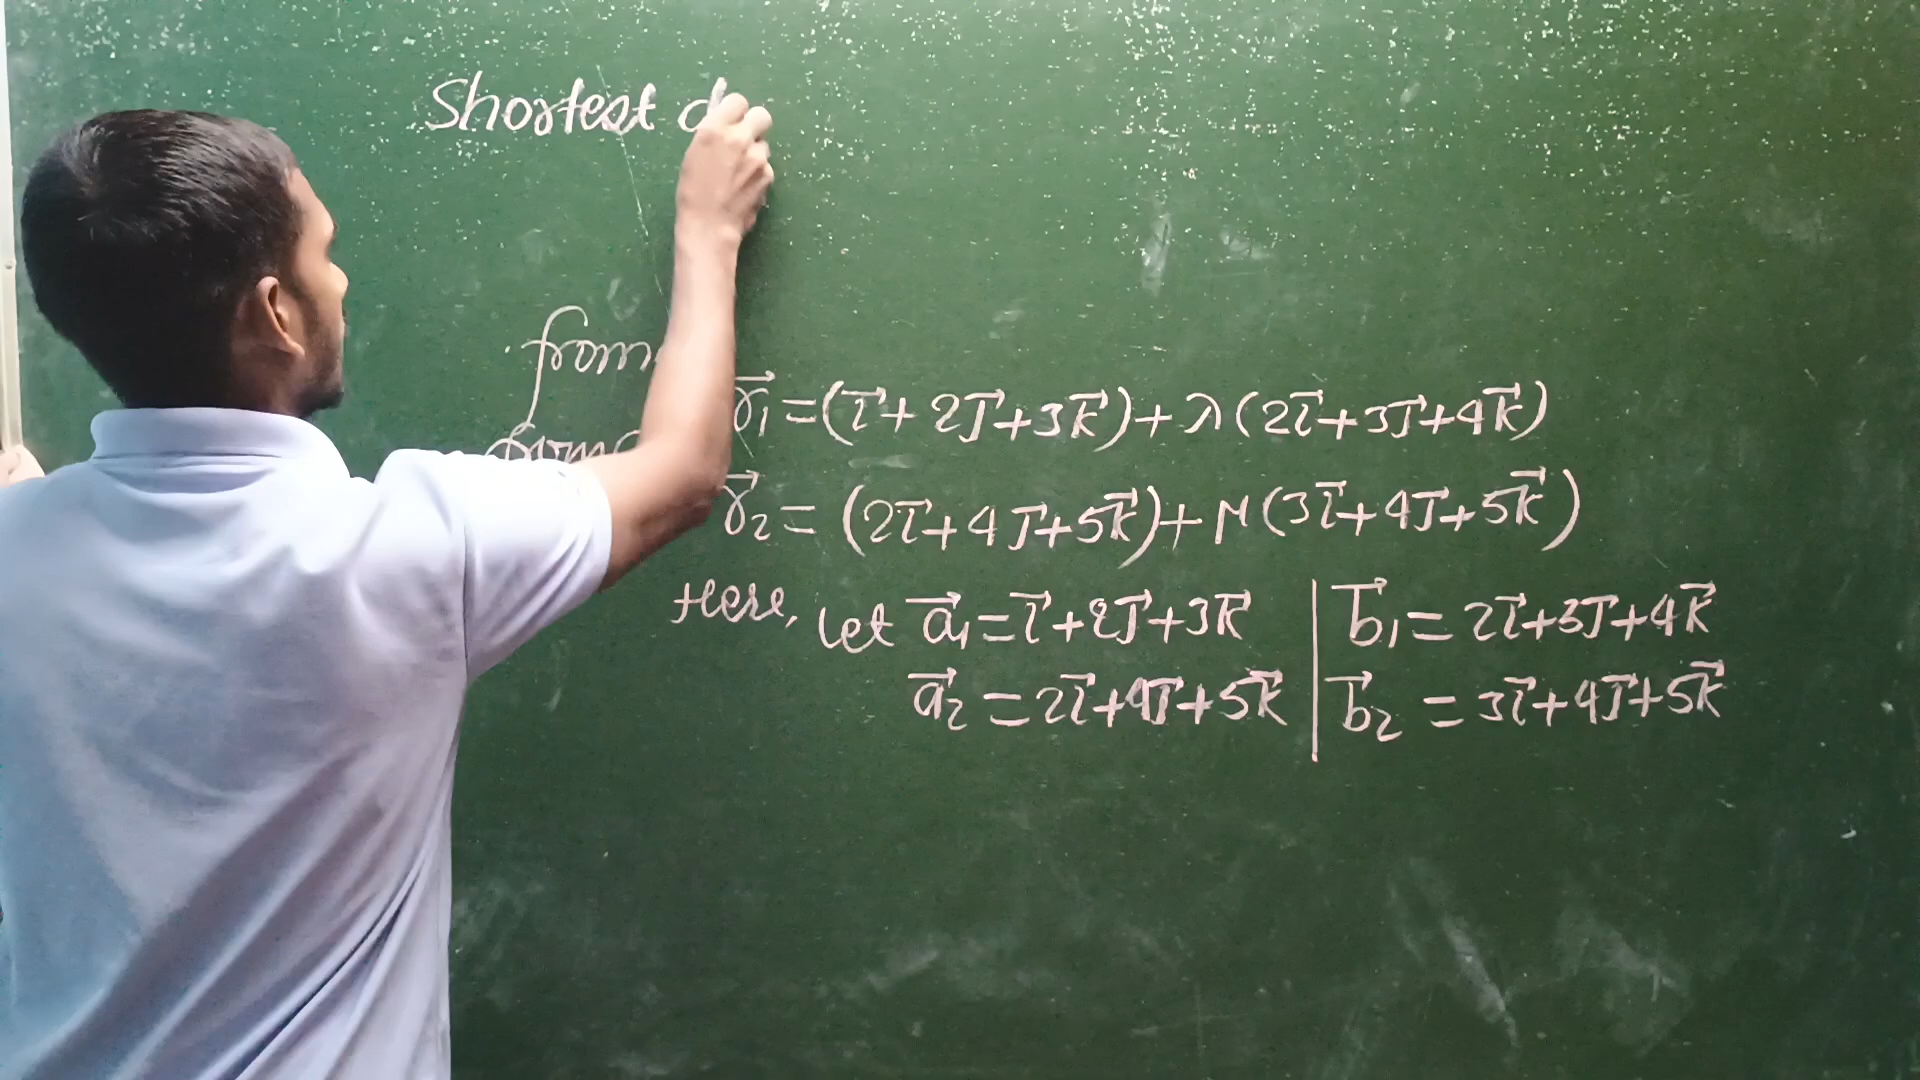 Shortest d
from
from
r⃗₁ = (i⃗ + 2j⃗ + 3k⃗) + λ(2i⃗ + 3j⃗ + 4k⃗)
r⃗₂ = (2i⃗ + 4j⃗ + 5k⃗) + μ(3i⃗ + 4j⃗ + 5k⃗)
Here, let a⃗₁ = i⃗ + 2j⃗ + 3k⃗ | b⃗₁ = 2i⃗ + 3j⃗ + 4k⃗
a⃗₂ = 2i⃗ + 4j⃗ + 5k⃗ | b⃗₂ = 3i⃗ + 4j⃗ + 5k⃗